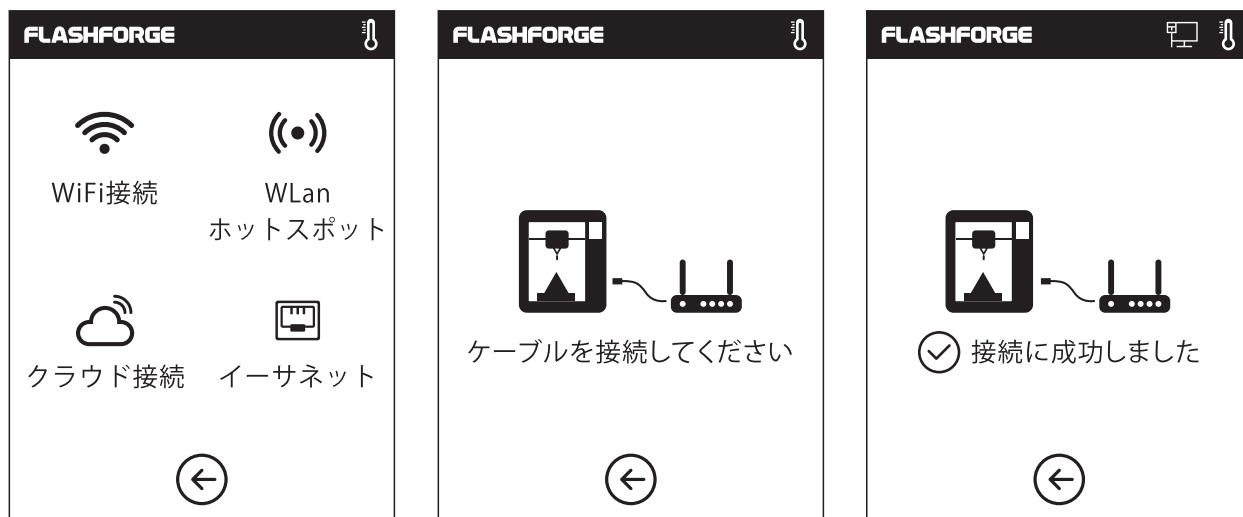 FLASHFORGE
WiFi接続
WLan
ホットスポット
クラウド接続
イーサネット
FLASHFORGE
ケーブルを接続してください
FLASHFORGE
接続に成功しました